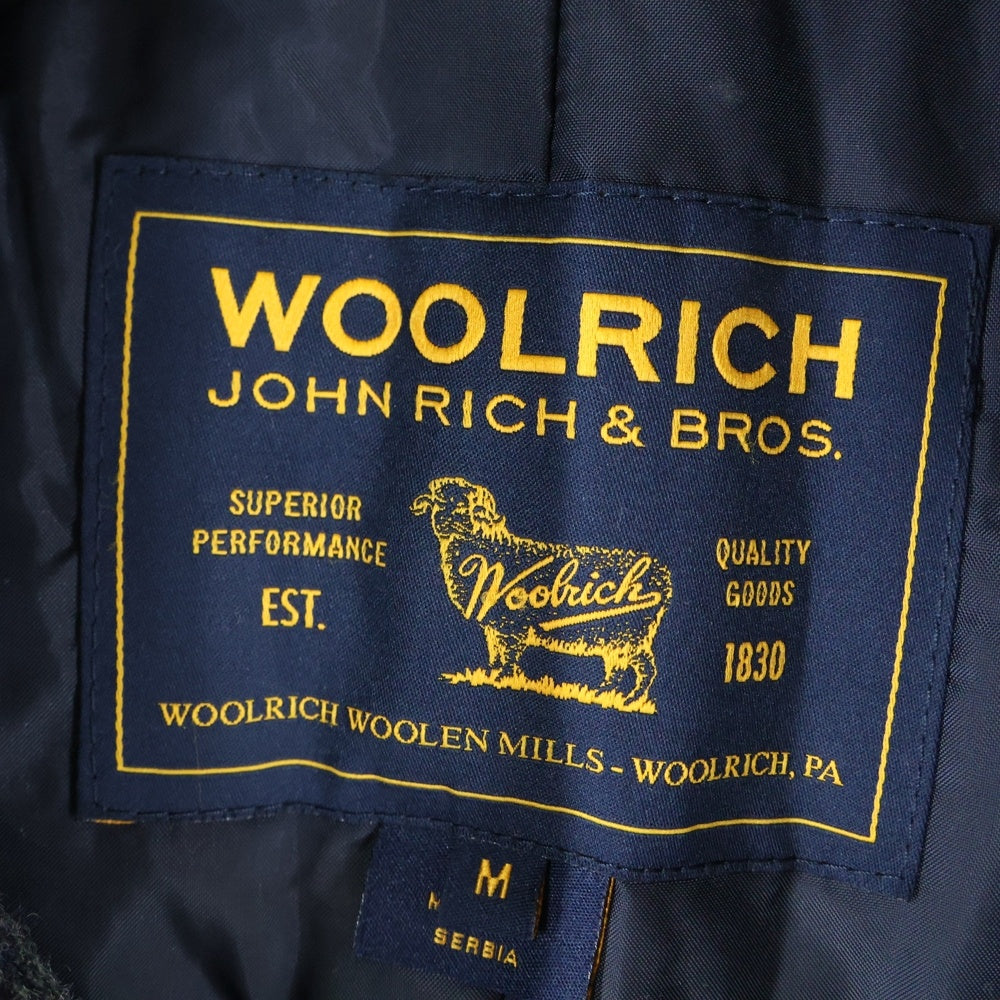 WOOLRICH
JOHN RICH & BROS.
SUPERIOR
PERFORMANCE
EST.
Woolrich
QUALITY
GOODS
1830
WOOLRICH WOOLEN MILLS - WOOLRICH, PA
M
SERBIA